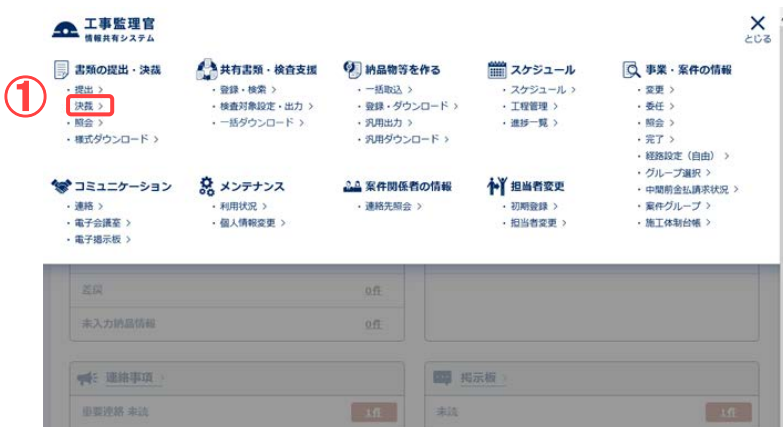 工事監理官
情報共有システム
とじる
①
書類の提出・決裁
・提出 >
・決裁 >
・照会 >
・様式ダウンロード >
共有書類・検査支援
・登録・検索 >
・検査対象設定・出力 >
・一括ダウンロード >
納品物等を作る
・一括取込 >
・登録・ダウンロード >
・汎用出力 >
・汎用ダウンロード >
スケジュール
・スケジュール >
・工程管理 >
・進捗一覧 >
事業・案件の情報
・変更 >
・委任 >
・照会 >
・完了 >
・経路設定（自由） >
・グループ選択 >
・中間前金払請求状況 >
・案件グループ >
・施工体制台帳 >
コミュニケーション
・連絡 >
・電子会議室 >
・電子掲示板 >
メンテナンス
・利用状況 >
・個人情報変更 >
案件関係者の情報
・連絡先照会 >
担当者変更
・初期登録 >
・担当者変更 >
差戻
0件
未入力納品情報
0件
連絡事項 >
重要連絡 未読
1件
掲示板 >
未読
1件